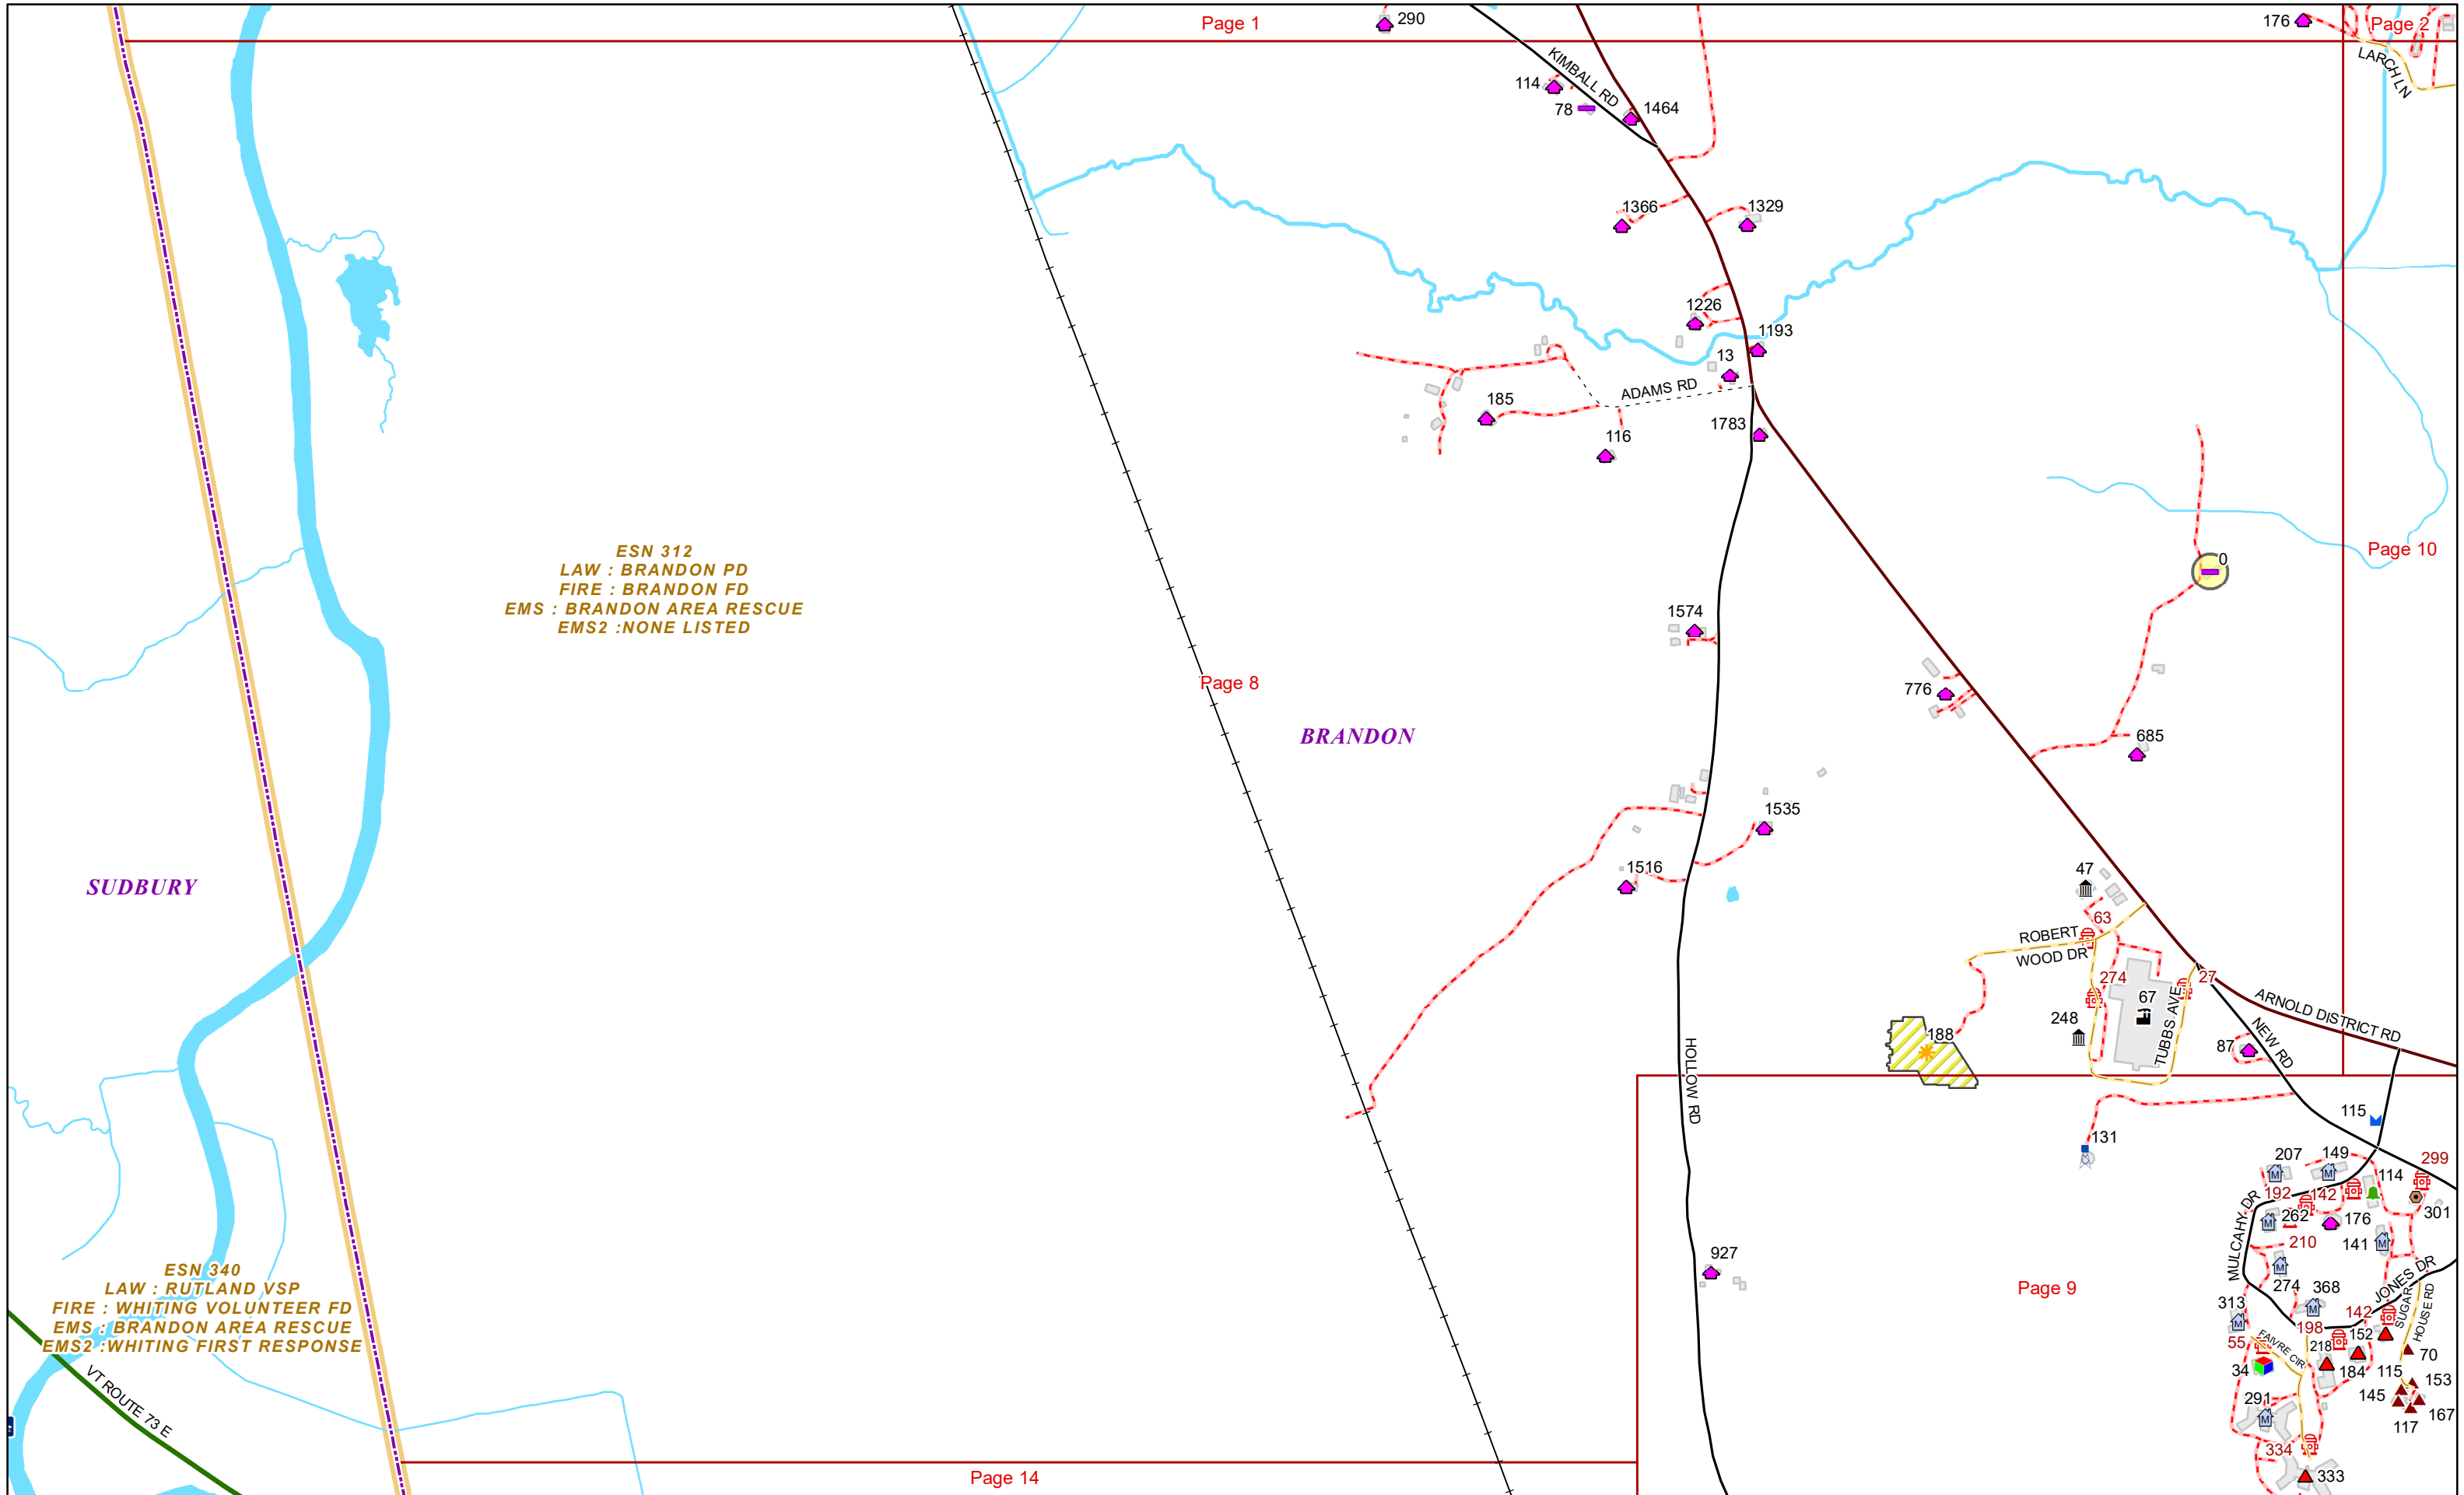 Page 1
290
176
Page 2
LARCH LN
KIMBALL RD
114
78
1464
1366
1329
1226
1193
13
ADAMS RD
185
116
1783
ESN 312
LAW : BRANDON PD
FIRE : BRANDON FD
EMS : BRANDON AREA RESCUE
EMS2 :NONE LISTED
Page 10
0
1574
Page 8
776
BRANDON
685
1535
1516
SUDBURY
47
63
ROBERT
WOOD DR
274
67
27
TUBBS AVE
ARNOLD DISTRICT RD
NEW RD
188
248
87
HOLLOW RD
115
131
207
149
299
114
192
142
262
176
301
141
MULCAHY DR
210
274
368
JONES DR
SUGAR
HOUSE RD
927
Page 9
ESN 340
LAW : RUTLAND VSP
FIRE : WHITING VOLUNTEER FD
EMS : BRANDON AREA RESCUE
EMS2 :WHITING FIRST RESPONSE
313
142
198
152
55
FAIVRE CIR
218
70
34
184
115
153
145
167
291
117
VT ROUTE 73 E
334
333
Page 14